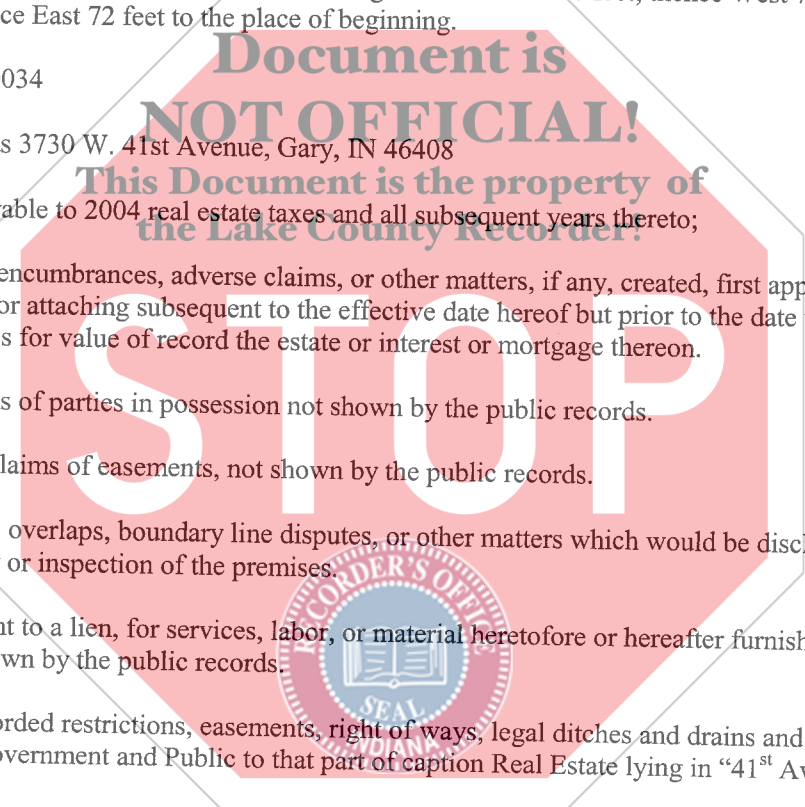 ce East 72 feet to the place of beginning.
Document is
034
NOT OFFICIAL!
s 3730 W. 41st Avenue, Gary, IN 46408
This Document is the property of
able to 2004 real estate taxes and all subsequent years thereto;
the Lake County Recorder!
encumbrances, adverse claims, or other matters, if any, created, first app
or attaching subsequent to the effective date hereof but prior to the date
s for value of record the estate or interest or mortgage thereon.
STOP
s of parties in possession not shown by the public records.
laims of easements, not shown by the public records.
overlaps, boundary line disputes, or other matters which would be discl
or inspection of the premises.
RECORDER'S OFFICE
nt to a lien, for services, labor, or material heretofore or hereafter furnish
wn by the public records.
SEAL
INDIANA
orded restrictions, easements, right of ways, legal ditches and drains and
overnment and Public to that part of caption Real Estate lying in “41st Av